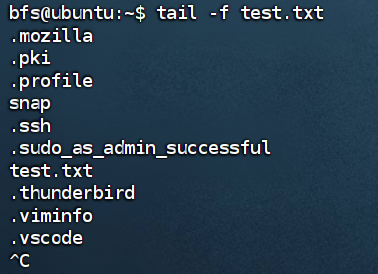 bfs@ubuntu:~$ tail -f test.txt
.mozilla
.pki
.profile
snap
.ssh
.sudo_as_admin_successful
test.txt
.thunderbird
.viminfo
.vscode
^C